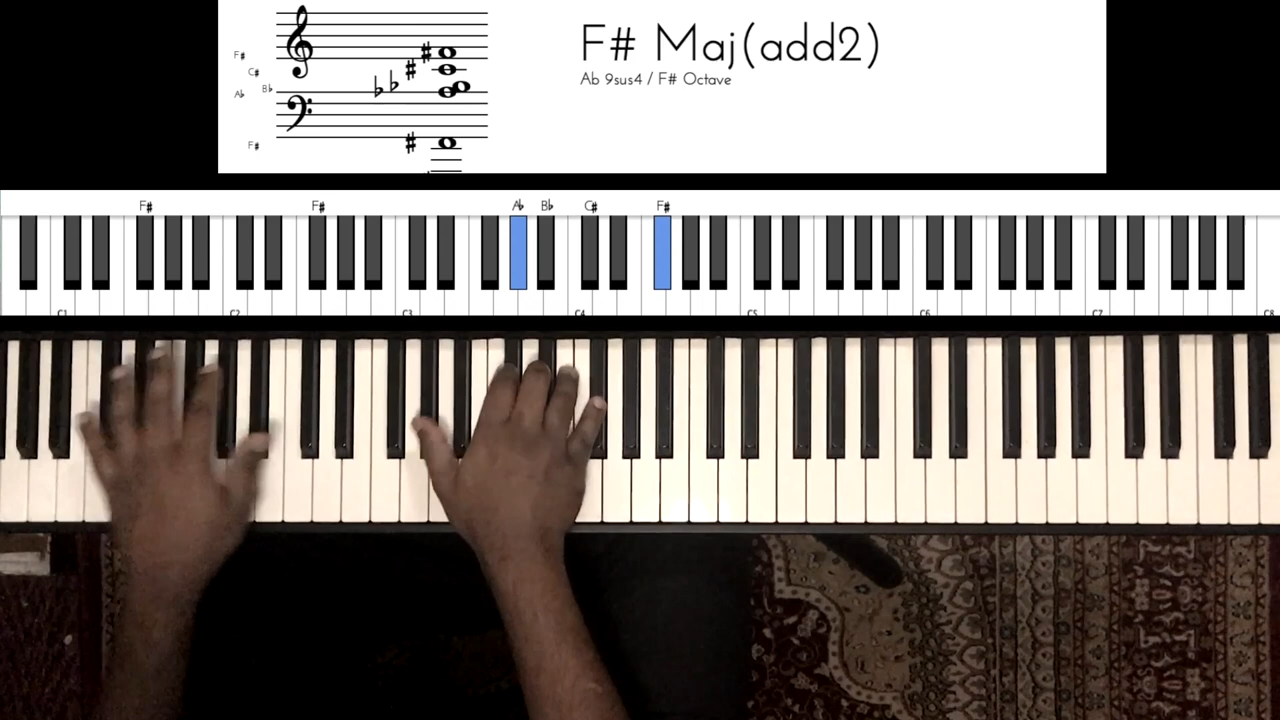 F# Maj(add2)
Ab 9sus4 / F# Octave
F#
C#
Bb
Ab
F#
F# F# Ab Bb C# F#
C1 C2 C3 C4 C5 C6 C7 C8